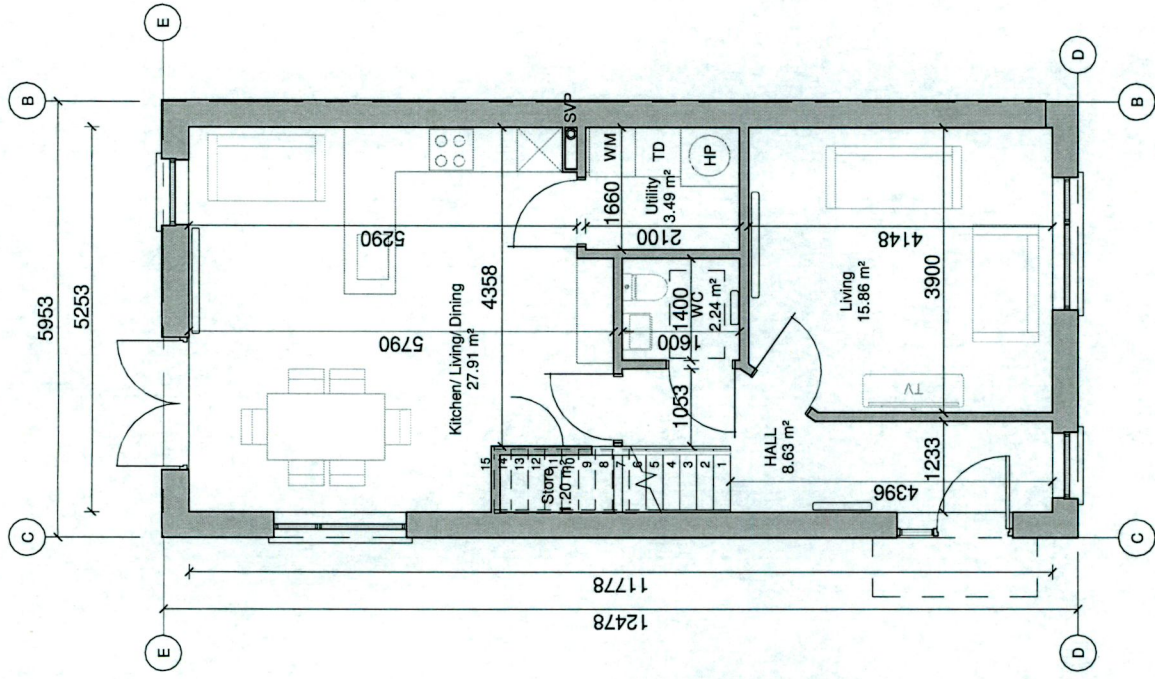 E
B
5953
5253
E
D
B
SVP
WM
TD
HP
Utility
3.49 m²
1660
2100
5290
4358
5790
Kitchen/ Living/ Dining
27.91 m²
1400
WC
2.24 m²
1600
1053
4148
3900
Living
15.86 m²
TV
15
14
13
12
11
10
9
8
7
6
5
4
3
2
1
Store
1.20 m²
HALL
8.63 m²
1233
4396
C
C
11778
12478
E
D